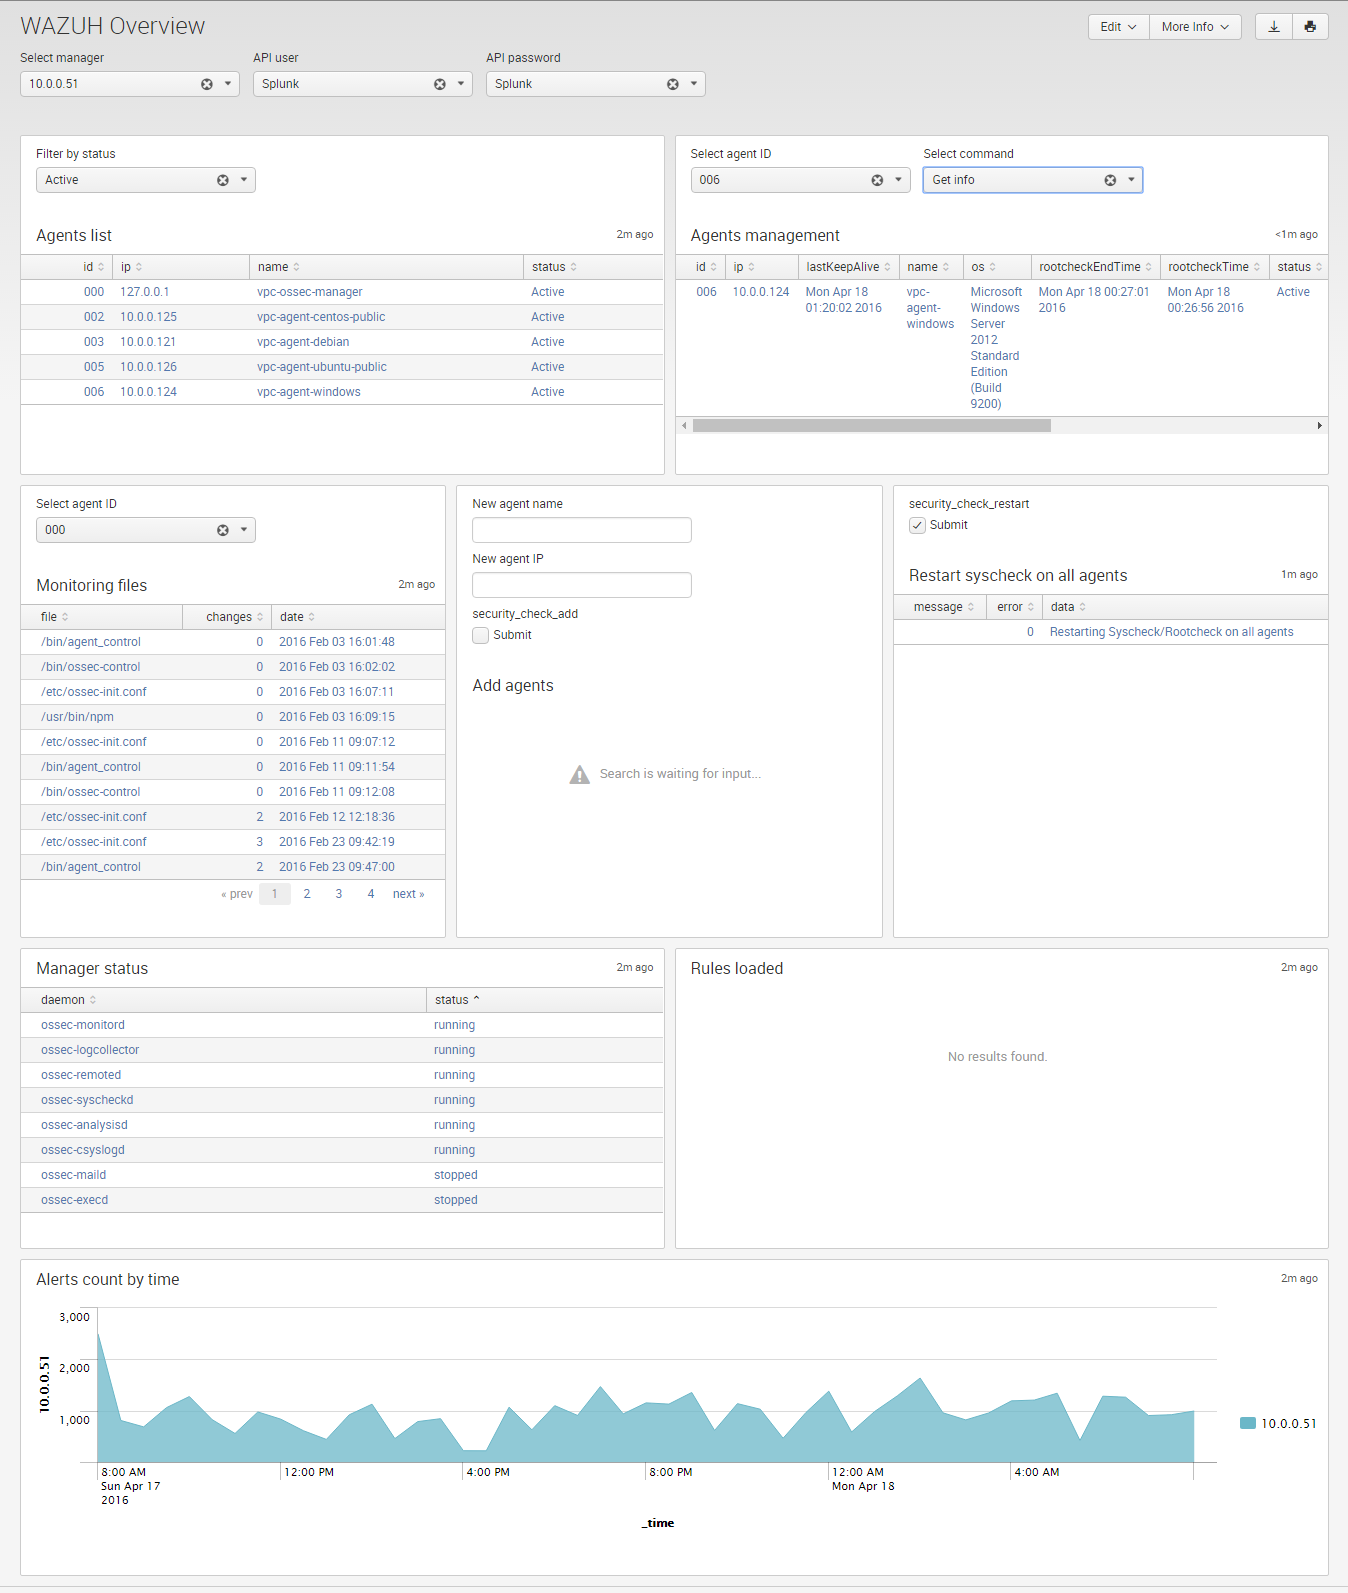 WAZUH Overview
Edit
More Info
Select manager
API user
API password
10.0.0.51
Splunk
Splunk
Filter by status
Active
Agents list
2m ago
id ip name status
000 127.0.0.1 vpc-ossec-manager Active
002 10.0.0.125 vpc-agent-centos-public Active
003 10.0.0.121 vpc-agent-debian Active
005 10.0.0.126 vpc-agent-ubuntu-public Active
006 10.0.0.124 vpc-agent-windows Active
Select agent ID
Select command
006
Get info
Agents management
<1m ago
id ip lastKeepAlive name os rootcheckEndTime rootcheckTime status
006 10.0.0.124 Mon Apr 18 vpc- Microsoft Mon Apr 18 00:27:01 Mon Apr 18 Active
01:20:02 2016 agent- Windows 2016 00:26:56 2016
windows Server
2012
Standard
Edition
(Build
9200)
Select agent ID
000
Monitoring files
2m ago
file changes date
/bin/agent_control 0 2016 Feb 03 16:01:48
/bin/ossec-control 0 2016 Feb 03 16:02:02
/etc/ossec-init.conf 0 2016 Feb 03 16:07:11
/usr/bin/npm 0 2016 Feb 03 16:09:15
/etc/ossec-init.conf 0 2016 Feb 11 09:07:12
/bin/agent_control 0 2016 Feb 11 09:11:54
/bin/ossec-control 0 2016 Feb 11 09:12:08
/etc/ossec-init.conf 2 2016 Feb 12 12:18:36
/etc/ossec-init.conf 3 2016 Feb 23 09:42:19
/bin/agent_control 2 2016 Feb 23 09:47:00
« prev 1 2 3 4 next »
New agent name
New agent IP
security_check_add
Submit
Add agents
Search is waiting for input...
security_check_restart
Submit
Restart syscheck on all agents
1m ago
message error data
0 Restarting Syscheck/Rootcheck on all agents
Manager status
2m ago
daemon status
ossec-monitord running
ossec-logcollector running
ossec-remoted running
ossec-syscheckd running
ossec-analysisd running
ossec-csyslogd running
ossec-maild stopped
ossec-execd stopped
Rules loaded
2m ago
No results found.
Alerts count by time
2m ago
3,000
2,000
1,000
10.0.0.51
10.0.0.51
8:00 AM 12:00 PM 4:00 PM 8:00 PM 12:00 AM 4:00 AM
Sun Apr 17 Mon Apr 18
2016
_time